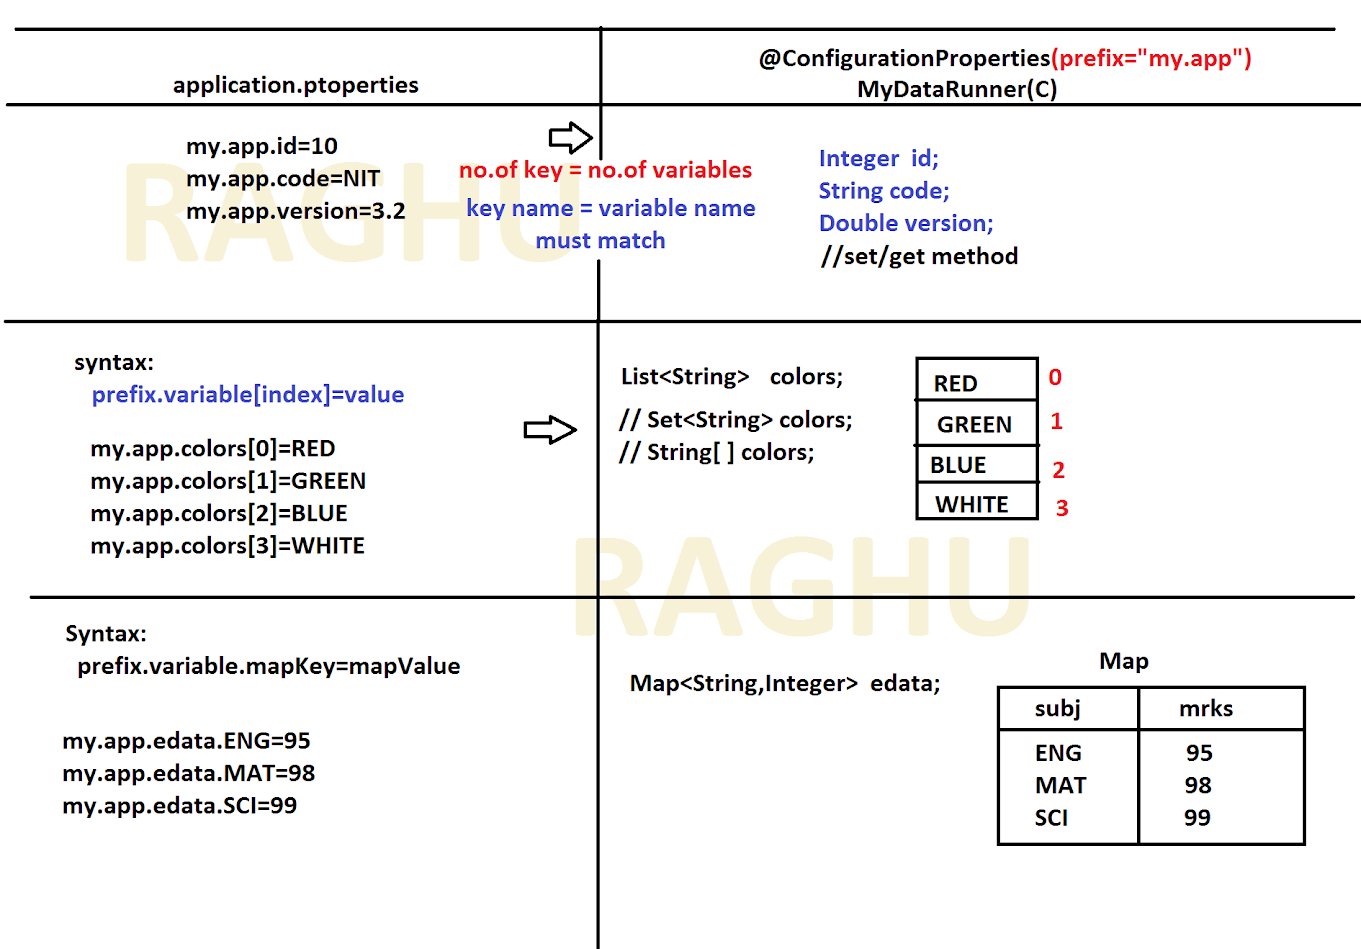 application.ptoperties
@ConfigurationProperties(prefix="my.app")
MyDataRunner(C)
my.app.id=10
my.app.code=NIT
my.app.version=3.2
no.of key = no.of variables
key name = variable name
must match
Integer id;
String code;
Double version;
//set/get method
RAGHU
syntax:
prefix.variable[index]=value
my.app.colors[0]=RED
my.app.colors[1]=GREEN
my.app.colors[2]=BLUE
my.app.colors[3]=WHITE
List<String> colors;
// Set<String> colors;
// String[ ] colors;
RED 0
GREEN 1
BLUE 2
WHITE 3
RAGHU
Syntax:
prefix.variable.mapKey=mapValue
my.app.edata.ENG=95
my.app.edata.MAT=98
my.app.edata.SCI=99
Map<String,Integer> edata;
Map
subj mrks
ENG 95
MAT 98
SCI 99